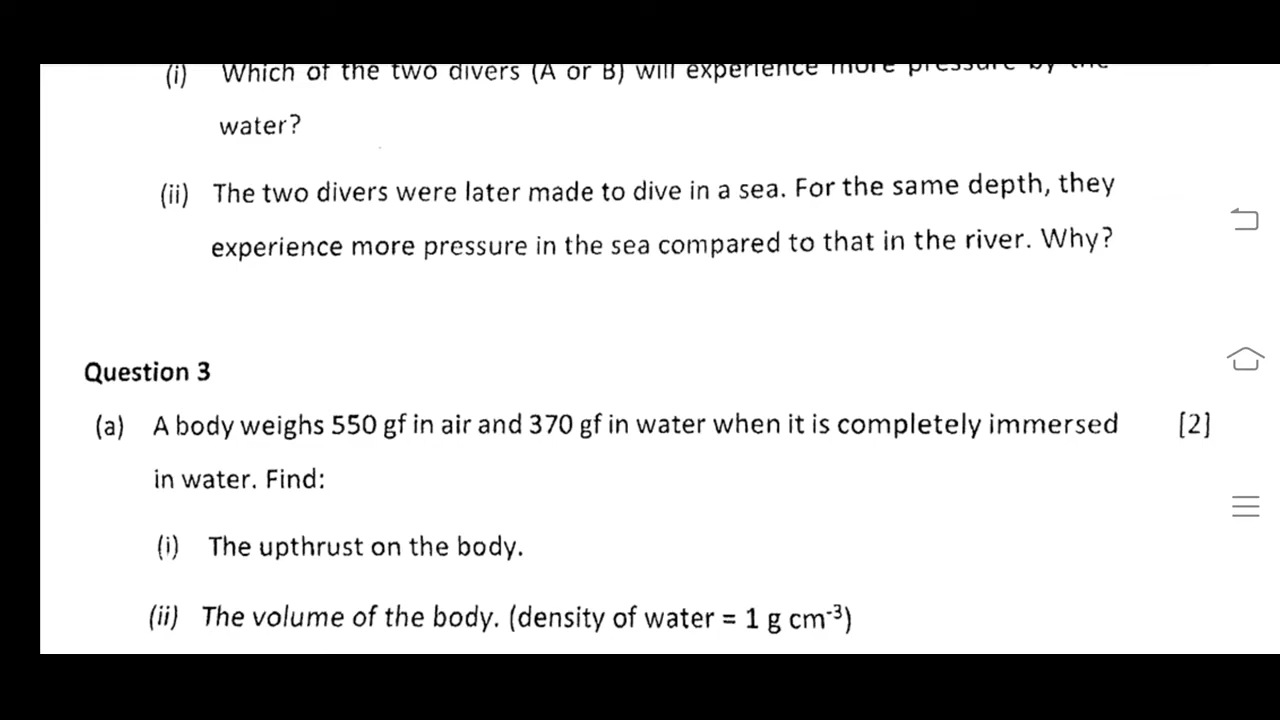 (i) Which of the two divers (A or B) will experience more pressure by the
water?
(ii) The two divers were later made to dive in a sea. For the same depth, they
experience more pressure in the sea compared to that in the river. Why?
Question 3
(a) A body weighs 550 gf in air and 370 gf in water when it is completely immersed [2]
in water. Find:
(i) The upthrust on the body.
(ii) The volume of the body. (density of water = 1 g cm⁻³)